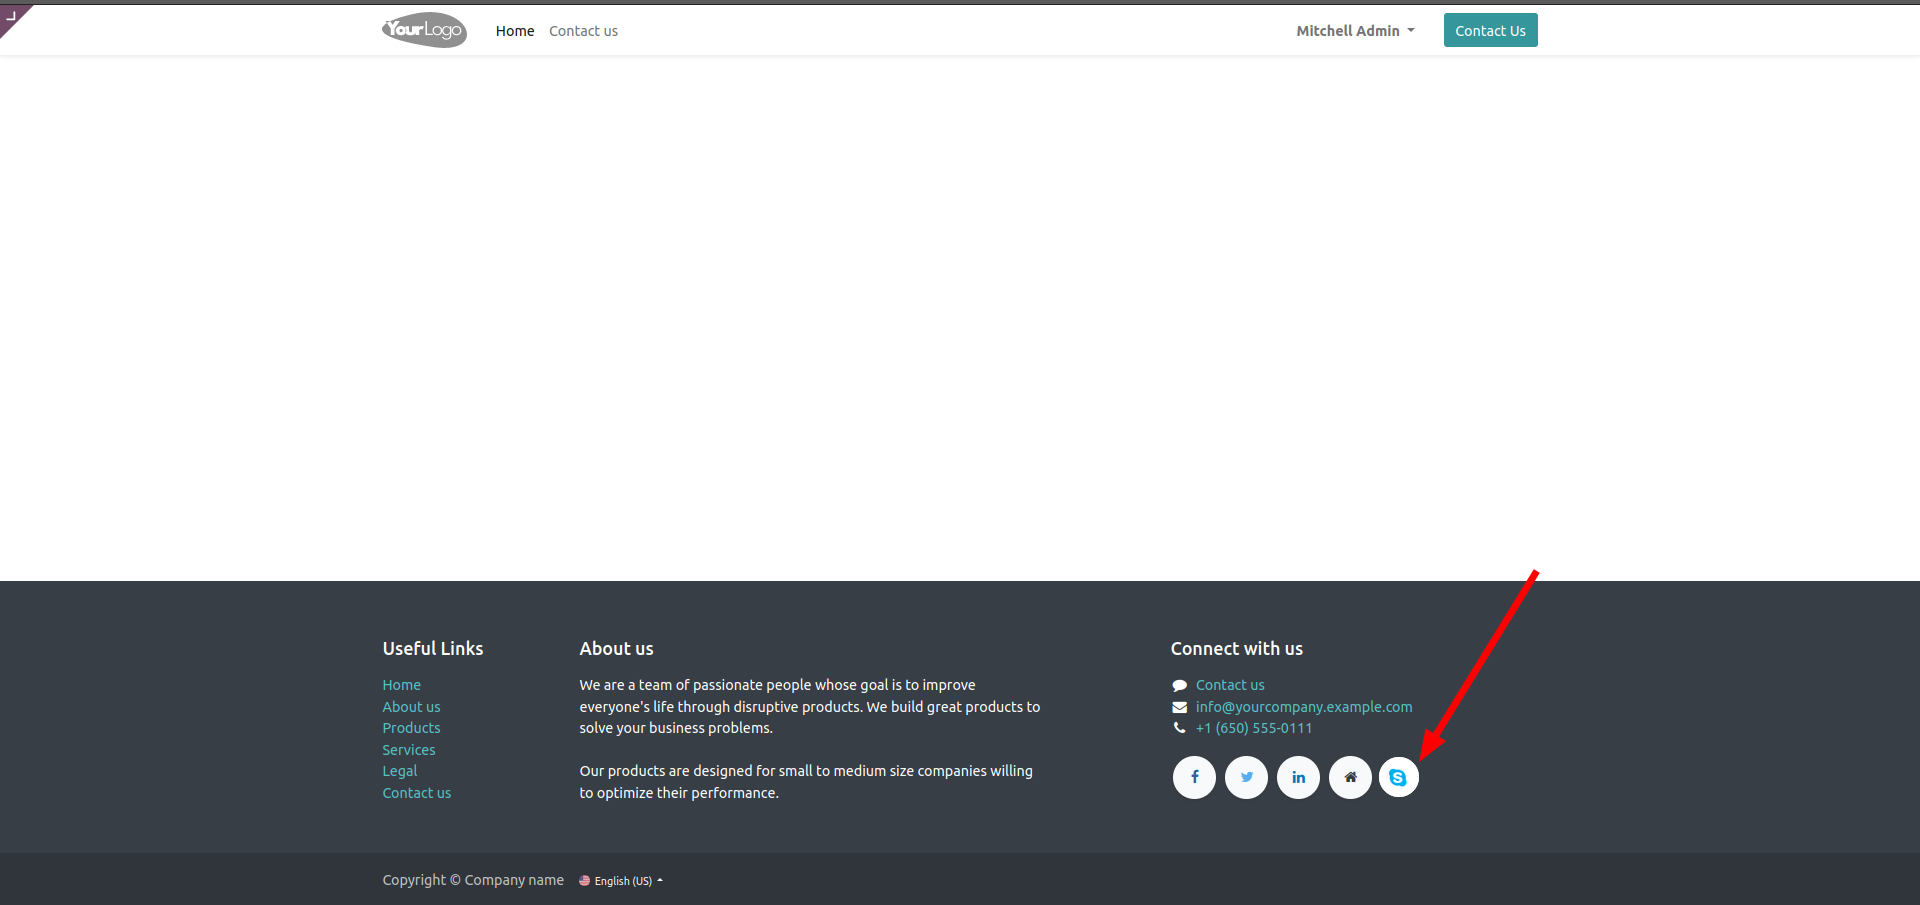 YourLogo
Home Contact us
Mitchell Admin
Contact Us
Useful Links
Home
About us
Products
Services
Legal
Contact us
About us
We are a team of passionate people whose goal is to improve
everyone's life through disruptive products. We build great products to
solve your business problems.
Our products are designed for small to medium size companies willing
to optimize their performance.
Connect with us
Contact us
info@yourcompany.example.com
+1 (650) 555-0111
Copyright © Company name English (US)